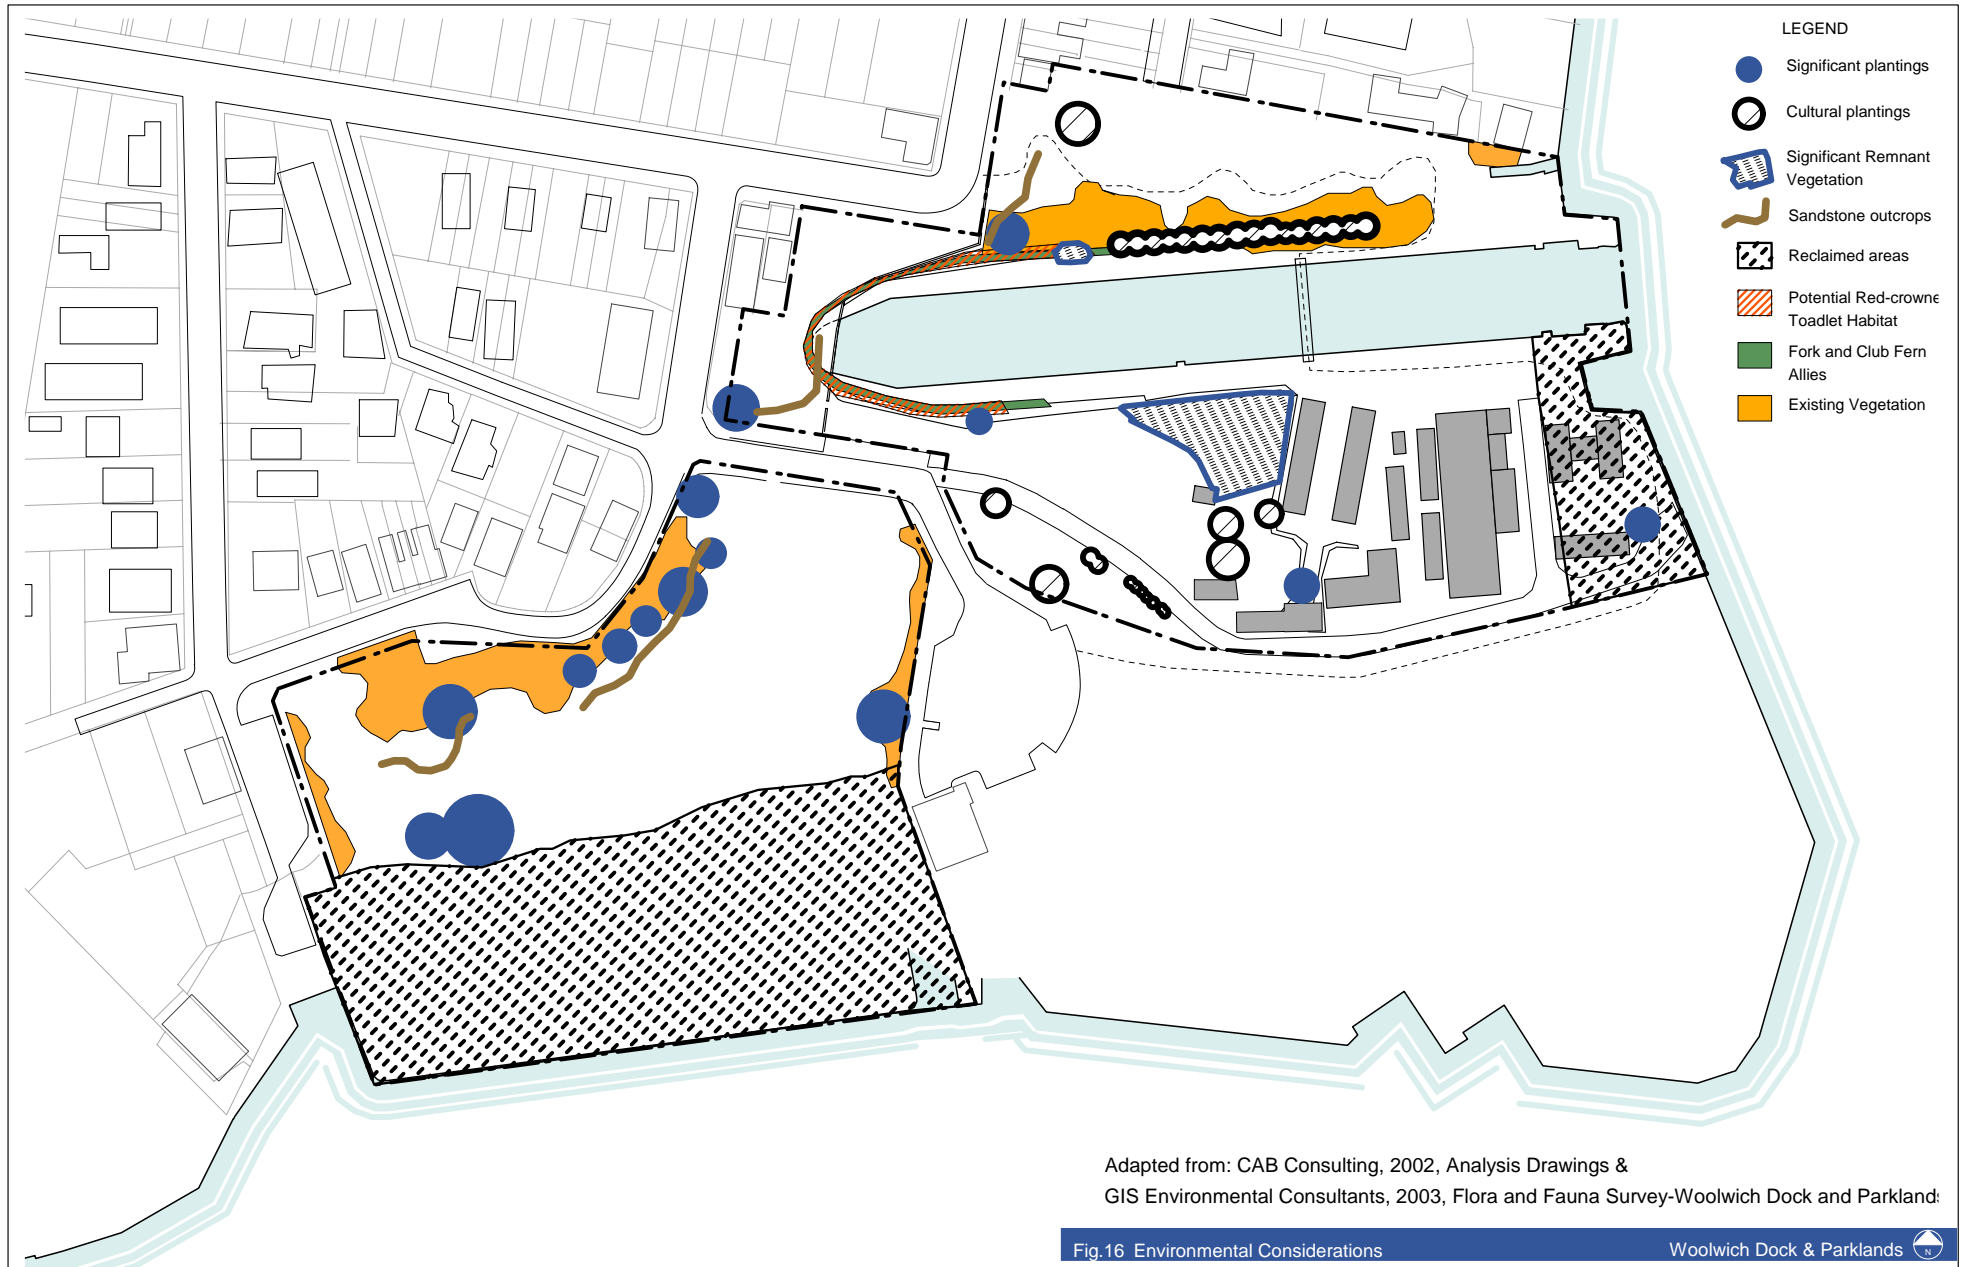 LEGEND
Significant plantings
Cultural plantings
Significant Remnant
Vegetation
Sandstone outcrops
Reclaimed areas
Potential Red-crowne
Toadlet Habitat
Fork and Club Fern
Allies
Existing Vegetation
Adapted from: CAB Consulting, 2002, Analysis Drawings &
GIS Environmental Consultants, 2003, Flora and Fauna Survey-Woolwich Dock and Parklands
Fig.16 Environmental Considerations
Woolwich Dock & Parklands
N